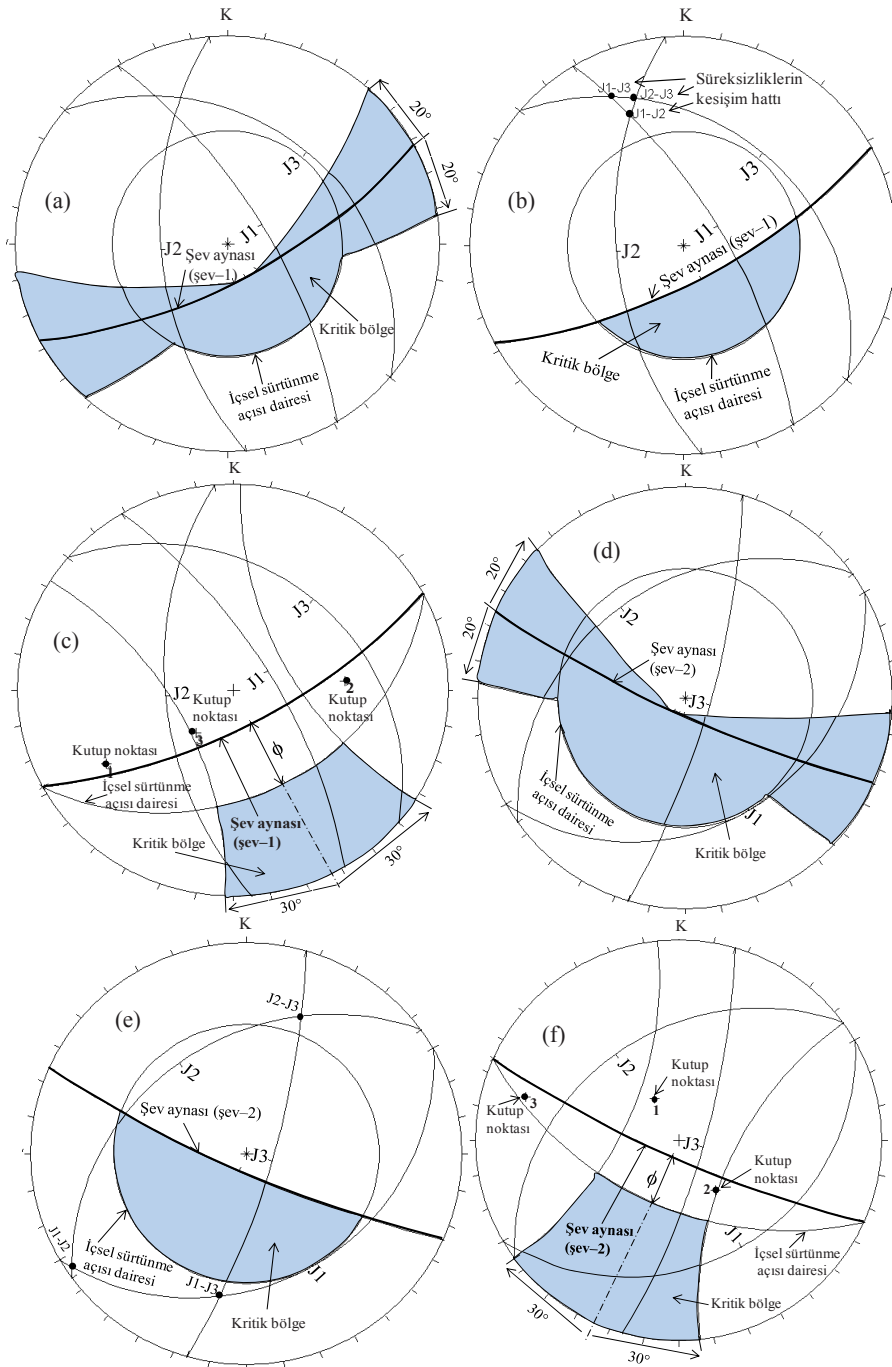 K
20°
20°
J3
(a)
J1
J2
Şev aynası
(şev–1)
Kritik bölge
İçsel sürtünme
açısı dairesi
K
Süreksizliklerin
kesişim hattı
J1-J3
J2-J3
J1-J2
J3
(b)
J1
J2
Şev aynası (şev–1)
Kritik bölge
İçsel sürtünme
açısı dairesi
K
(c)
J3
J1
J2
Kutup
noktası
3
2
Kutup
noktası
Kutup noktası
1
ϕ
İçsel sürtünme
açısı dairesi
Şev aynası
(şev–1)
Kritik bölge
30°
30°
K
(d)
20°
20°
J2
Şev aynası
(şev–2)
J3
İçsel sürtünme
açısı dairesi
J1
Kritik bölge
K
(e)
J2-J3
J2
Şev aynası (şev–2)
J3
J1-J2
İçsel sürtünme
açısı dairesi
J1-J3
J1
Kritik bölge
K
(f)
J2
Kutup
noktası
1
3
Kutup
noktası
J3
Kutup
noktası
2
ϕ
Şev aynası
(şev–2)
J1
İçsel sürtünme
açısı dairesi
Kritik bölge
30°
30°